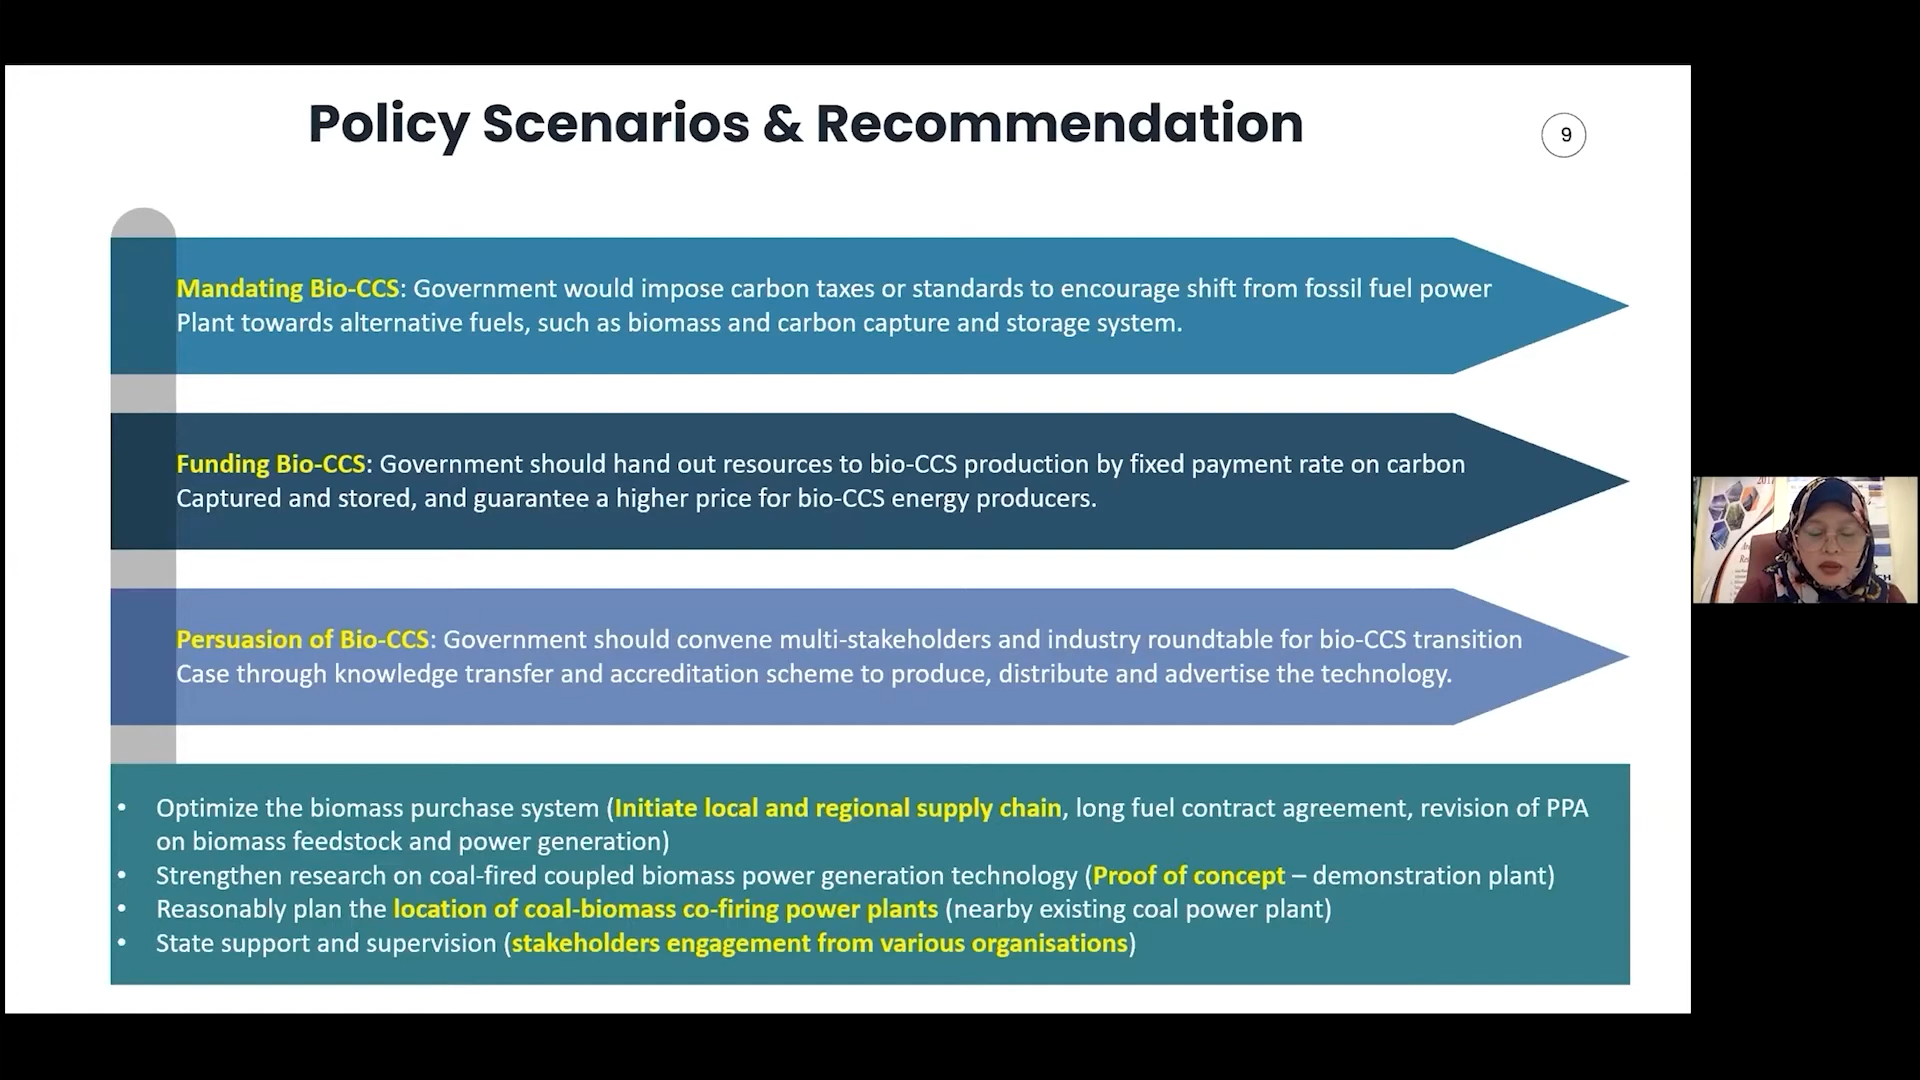 Policy Scenarios & Recommendation
9
Mandating Bio-CCS: Government would impose carbon taxes or standards to encourage shift from fossil fuel power
Plant towards alternative fuels, such as biomass and carbon capture and storage system.
Funding Bio-CCS: Government should hand out resources to bio-CCS production by fixed payment rate on carbon
Captured and stored, and guarantee a higher price for bio-CCS energy producers.
Persuasion of Bio-CCS: Government should convene multi-stakeholders and industry roundtable for bio-CCS transition
Case through knowledge transfer and accreditation scheme to produce, distribute and advertise the technology.
• Optimize the biomass purchase system (Initiate local and regional supply chain, long fuel contract agreement, revision of PPA
on biomass feedstock and power generation)
• Strengthen research on coal-fired coupled biomass power generation technology (Proof of concept – demonstration plant)
• Reasonably plan the location of coal-biomass co-firing power plants (nearby existing coal power plant)
• State support and supervision (stakeholders engagement from various organisations)